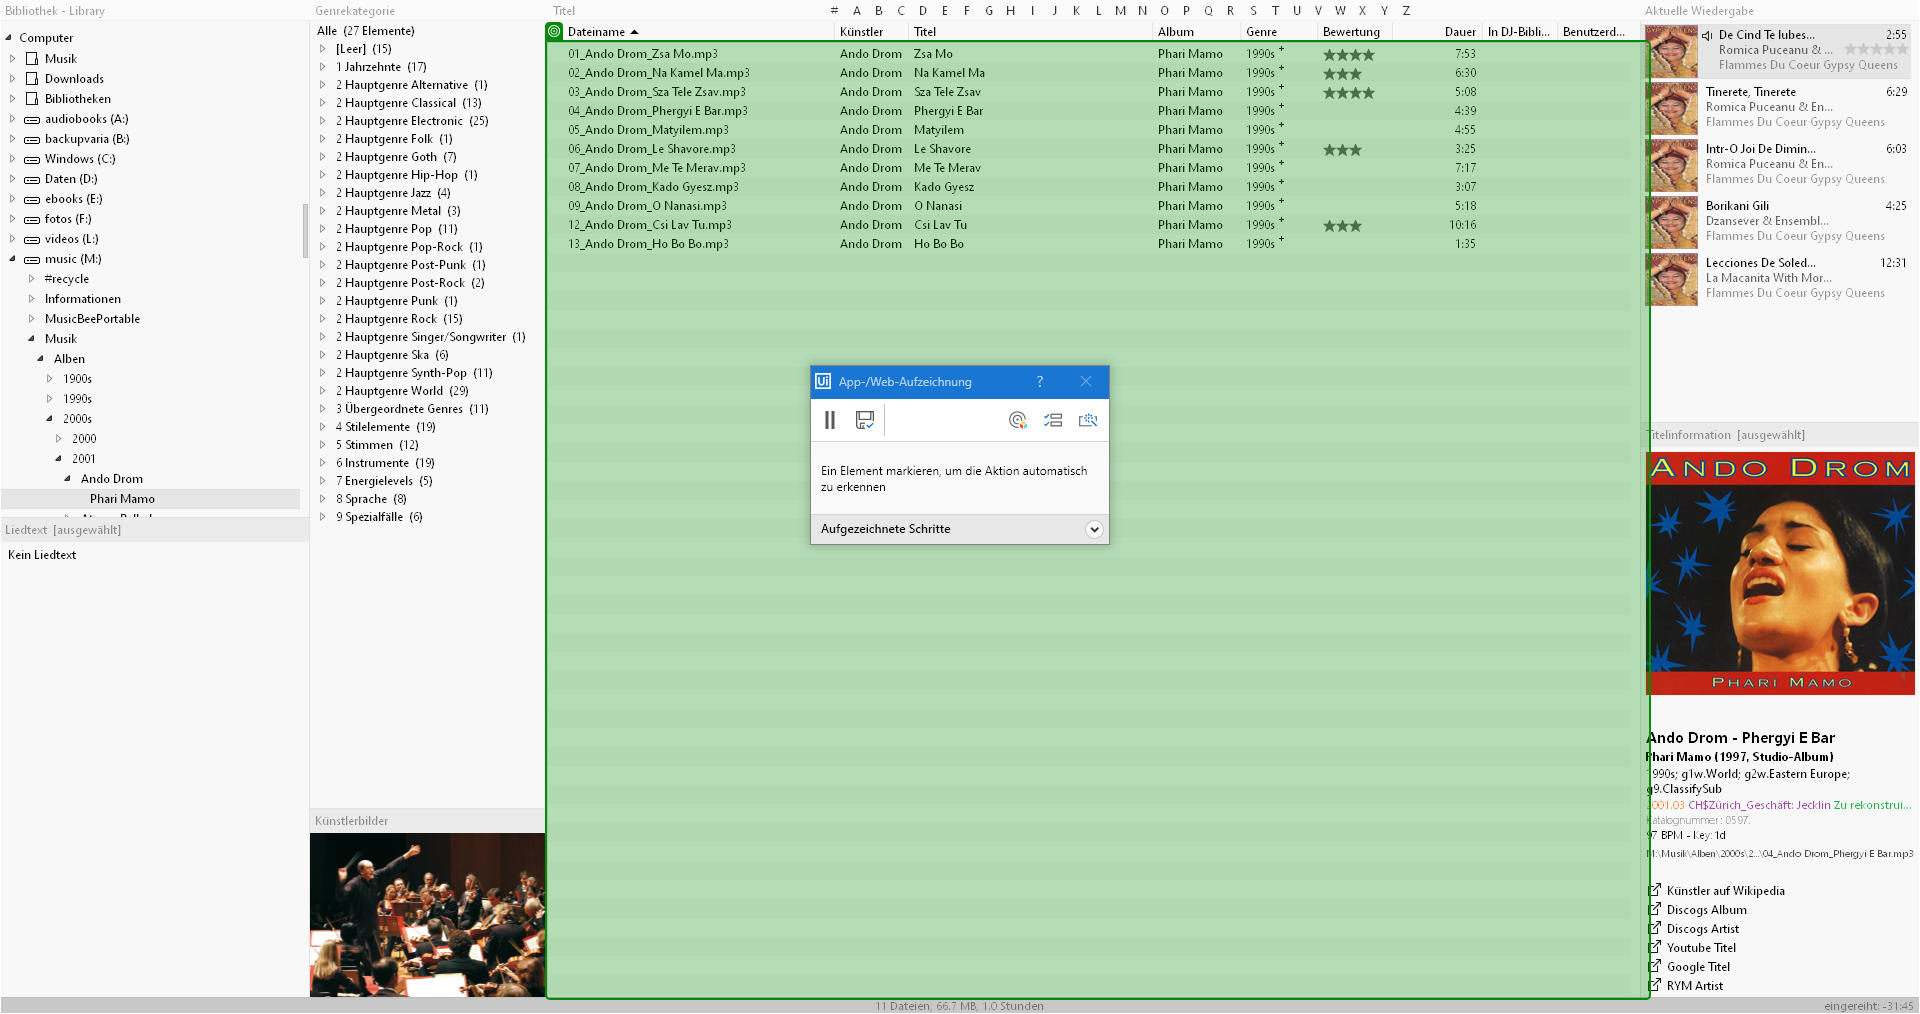 Bibliothek - Library
Computer
Musik
Downloads
Bibliotheken
audiobooks (A:)
backupvaria (B:)
Windows (C:)
Daten (D:)
ebooks (E:)
fotos (F:)
videos (L:)
music (M:)
#recycle
Informationen
MusicBeePortable
Musik
Alben
1900s
1990s
2000s
2000
2001
Ando Drom
Phari Mamo
Liedtext [ausgewählt]
Kein Liedtext
Genrekategorie
Alle (27 Elemente)
[Leer] (15)
1 Jahrzehnte (17)
2 Hauptgenre Alternative (1)
2 Hauptgenre Classical (13)
2 Hauptgenre Electronic (25)
2 Hauptgenre Folk (1)
2 Hauptgenre Goth (7)
2 Hauptgenre Hip-Hop (1)
2 Hauptgenre Jazz (4)
2 Hauptgenre Metal (3)
2 Hauptgenre Pop (11)
2 Hauptgenre Pop-Rock (1)
2 Hauptgenre Post-Punk (1)
2 Hauptgenre Post-Rock (2)
2 Hauptgenre Punk (1)
2 Hauptgenre Rock (15)
2 Hauptgenre Singer/Songwriter (1)
2 Hauptgenre Ska (6)
2 Hauptgenre Synth-Pop (11)
2 Hauptgenre World (29)
3 Übergeordnete Genres (11)
4 Stilelemente (19)
5 Stimmen (12)
6 Instrumente (19)
7 Energielevels (5)
8 Sprache (8)
9 Spezialfälle (6)
Künstlerbilder
Titel # A B C D E F G H I J K L M N O P Q R S T U V W X Y Z
Dateiname Künstler Titel Album Genre Bewertung Dauer In DJ-Bibli... Benutzerd...
01_Ando Drom_Zsa Mo.mp3 Ando Drom Zsa Mo Phari Mamo 1990s + ★★★★ 7:53
02_Ando Drom_Na Kamel Ma.mp3 Ando Drom Na Kamel Ma Phari Mamo 1990s + ★★★ 6:30
03_Ando Drom_Sza Tele Zsav.mp3 Ando Drom Sza Tele Zsav Phari Mamo 1990s + ★★★★ 5:08
04_Ando Drom_Phergyi E Bar.mp3 Ando Drom Phergyi E Bar Phari Mamo 1990s + 4:39
05_Ando Drom_Matyilem.mp3 Ando Drom Matyilem Phari Mamo 1990s + 4:55
06_Ando Drom_Le Shavore.mp3 Ando Drom Le Shavore Phari Mamo 1990s + ★★★ 3:25
07_Ando Drom_Me Te Merav.mp3 Ando Drom Me Te Merav Phari Mamo 1990s + 7:17
08_Ando Drom_Kado Gyesz.mp3 Ando Drom Kado Gyesz Phari Mamo 1990s + 3:07
09_Ando Drom_O Nanasi.mp3 Ando Drom O Nanasi Phari Mamo 1990s + 5:18
12_Ando Drom_Csi Lav Tu.mp3 Ando Drom Csi Lav Tu Phari Mamo 1990s + ★★★ 10:16
13_Ando Drom_Ho Bo Bo.mp3 Ando Drom Ho Bo Bo Phari Mamo 1990s + 1:35
Ui App-/Web-Aufzeichnung ?
Ein Element markieren, um die Aktion automatisch
zu erkennen
Aufgezeichnete Schritte
11 Dateien, 66.7 MB, 1.0 Stunden
Aktuelle Wiedergabe
De Cind Te Iubes... 2:55
Romica Puceanu & ... ★★★★★
Flammes Du Coeur Gypsy Queens
Tinerete, Tinerete 6:29
Romica Puceanu & En...
Flammes Du Coeur Gypsy Queens
Intr-O Joi De Dimin... 6:03
Romica Puceanu & En...
Flammes Du Coeur Gypsy Queens
Borikani Gili 4:25
Dzansever & Ensembl...
Flammes Du Coeur Gypsy Queens
Lecciones De Soled... 12:31
La Macanita With Mor...
Flammes Du Coeur Gypsy Queens
Titelinformation [ausgewählt]
ANDO DROM
PHARI MAMO
Ando Drom - Phergyi E Bar
Phari Mamo (1997, Studio-Album)
1990s; g1w.World; g2w.Eastern Europe;
g9.ClassifySub
2001.03 CH$Zürich_Geschäft: Jecklin Zu rekonstrui...
Katalognummer: 0597.
97 BPM - Key: 1d
M:\Musik\Alben\2000s\2...\04_Ando Drom_Phergyi E Bar.mp3
Künstler auf Wikipedia
Discogs Album
Discogs Artist
Youtube Titel
Google Titel
RYM Artist
eingereiht: -31:45